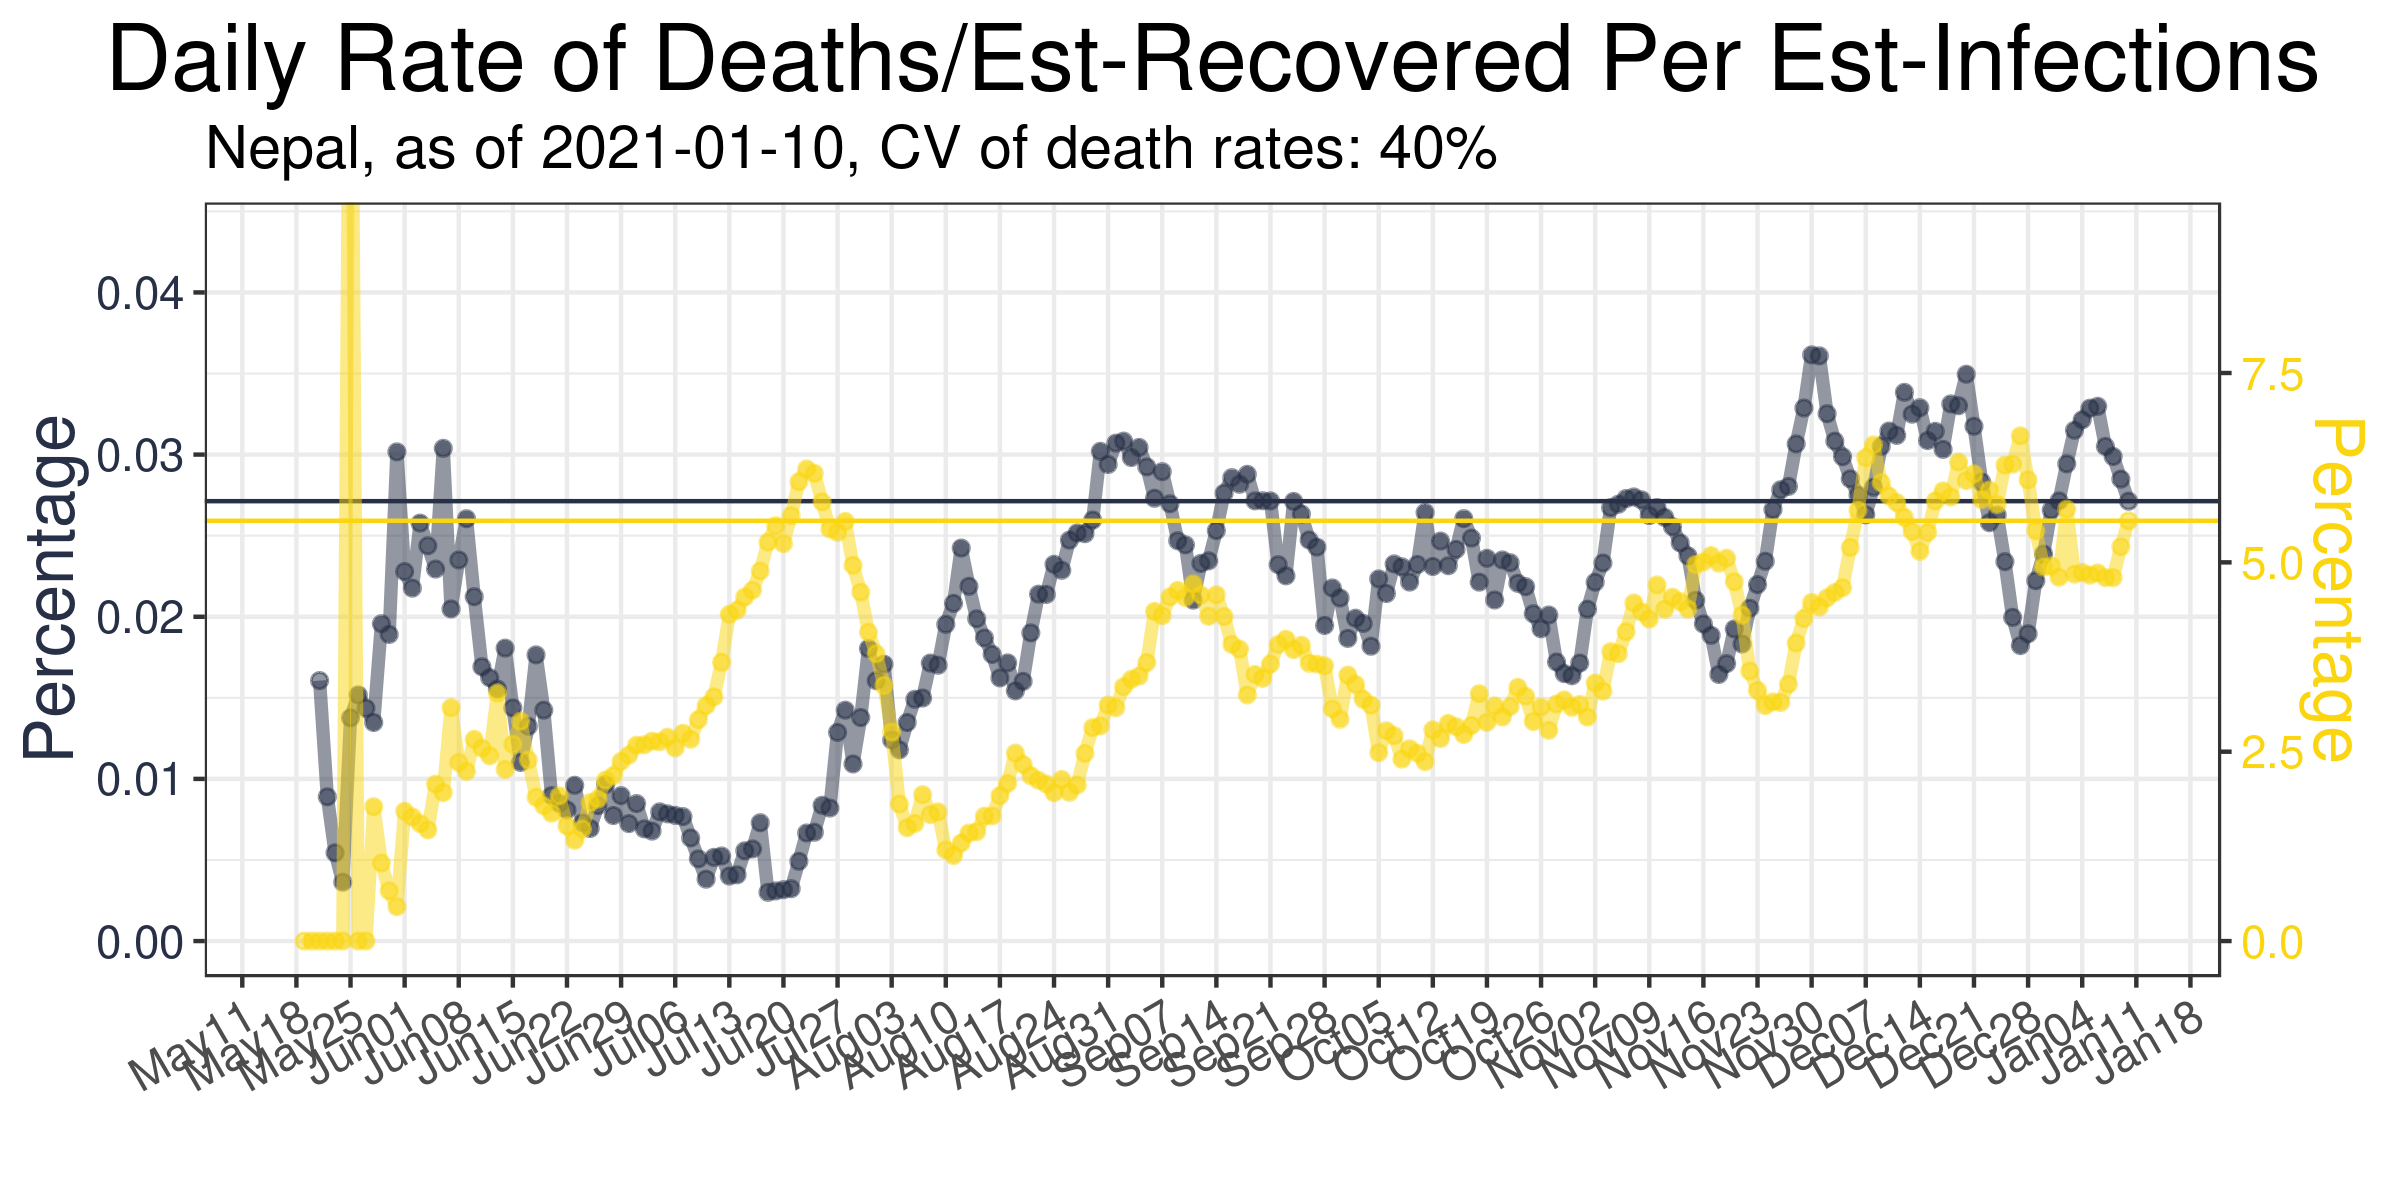 Daily Rate of Deaths/Est-Recovered Per Est-Infections
Nepal, as of 2021-01-10, CV of death rates: 40%
Percentage
0.04
0.03
0.02
0.01
0.00
7.5
5.0
2.5
0.0
Percentage
May11
May18
May25
Jun01
Jun08
Jun15
Jun22
Jun29
Jul06
Jul13
Jul20
Jul27
Aug03
Aug10
Aug17
Aug24
Aug31
Sep07
Sep14
Sep21
Sep28
Oct05
Oct12
Oct19
Oct26
Nov02
Nov09
Nov16
Nov23
Nov30
Dec07
Dec14
Dec21
Dec28
Jan04
Jan11
Jan18